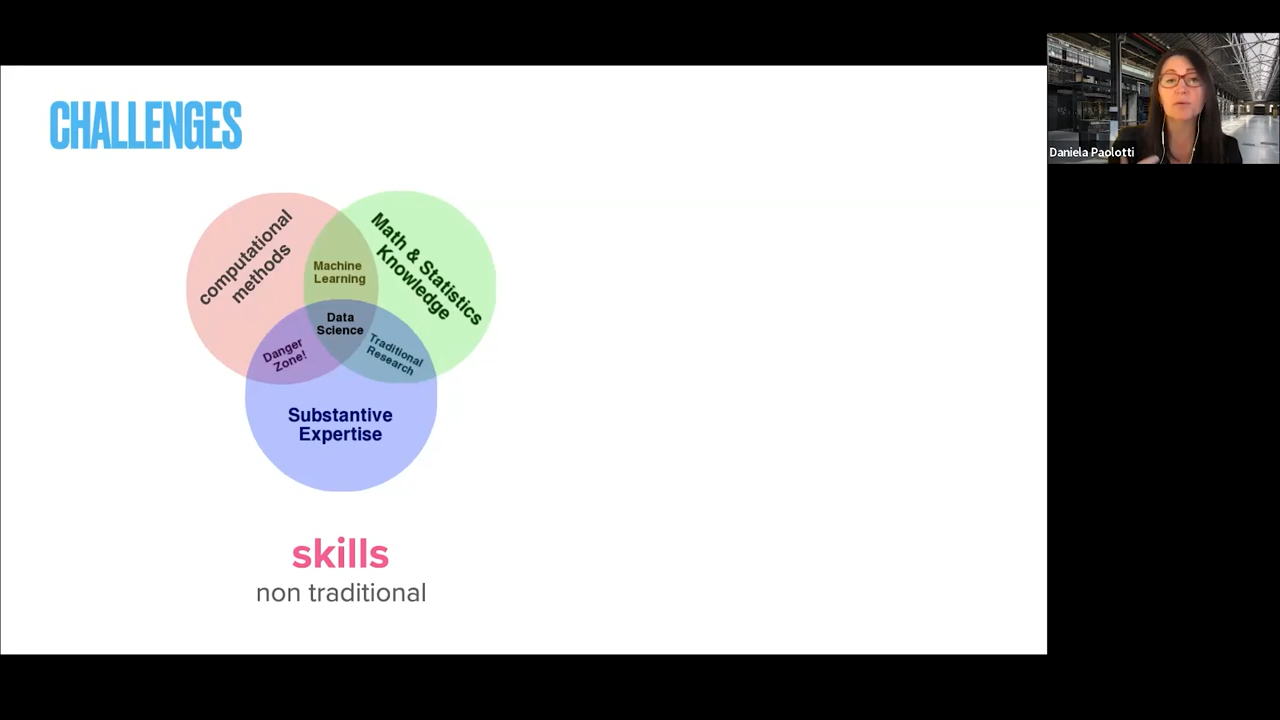 CHALLENGES
computational
methods
Math & Statistics
Knowledge
Machine
Learning
Data
Science
Danger
Zone!
Traditional
Research
Substantive
Expertise
skills
non traditional
Daniela Paolotti